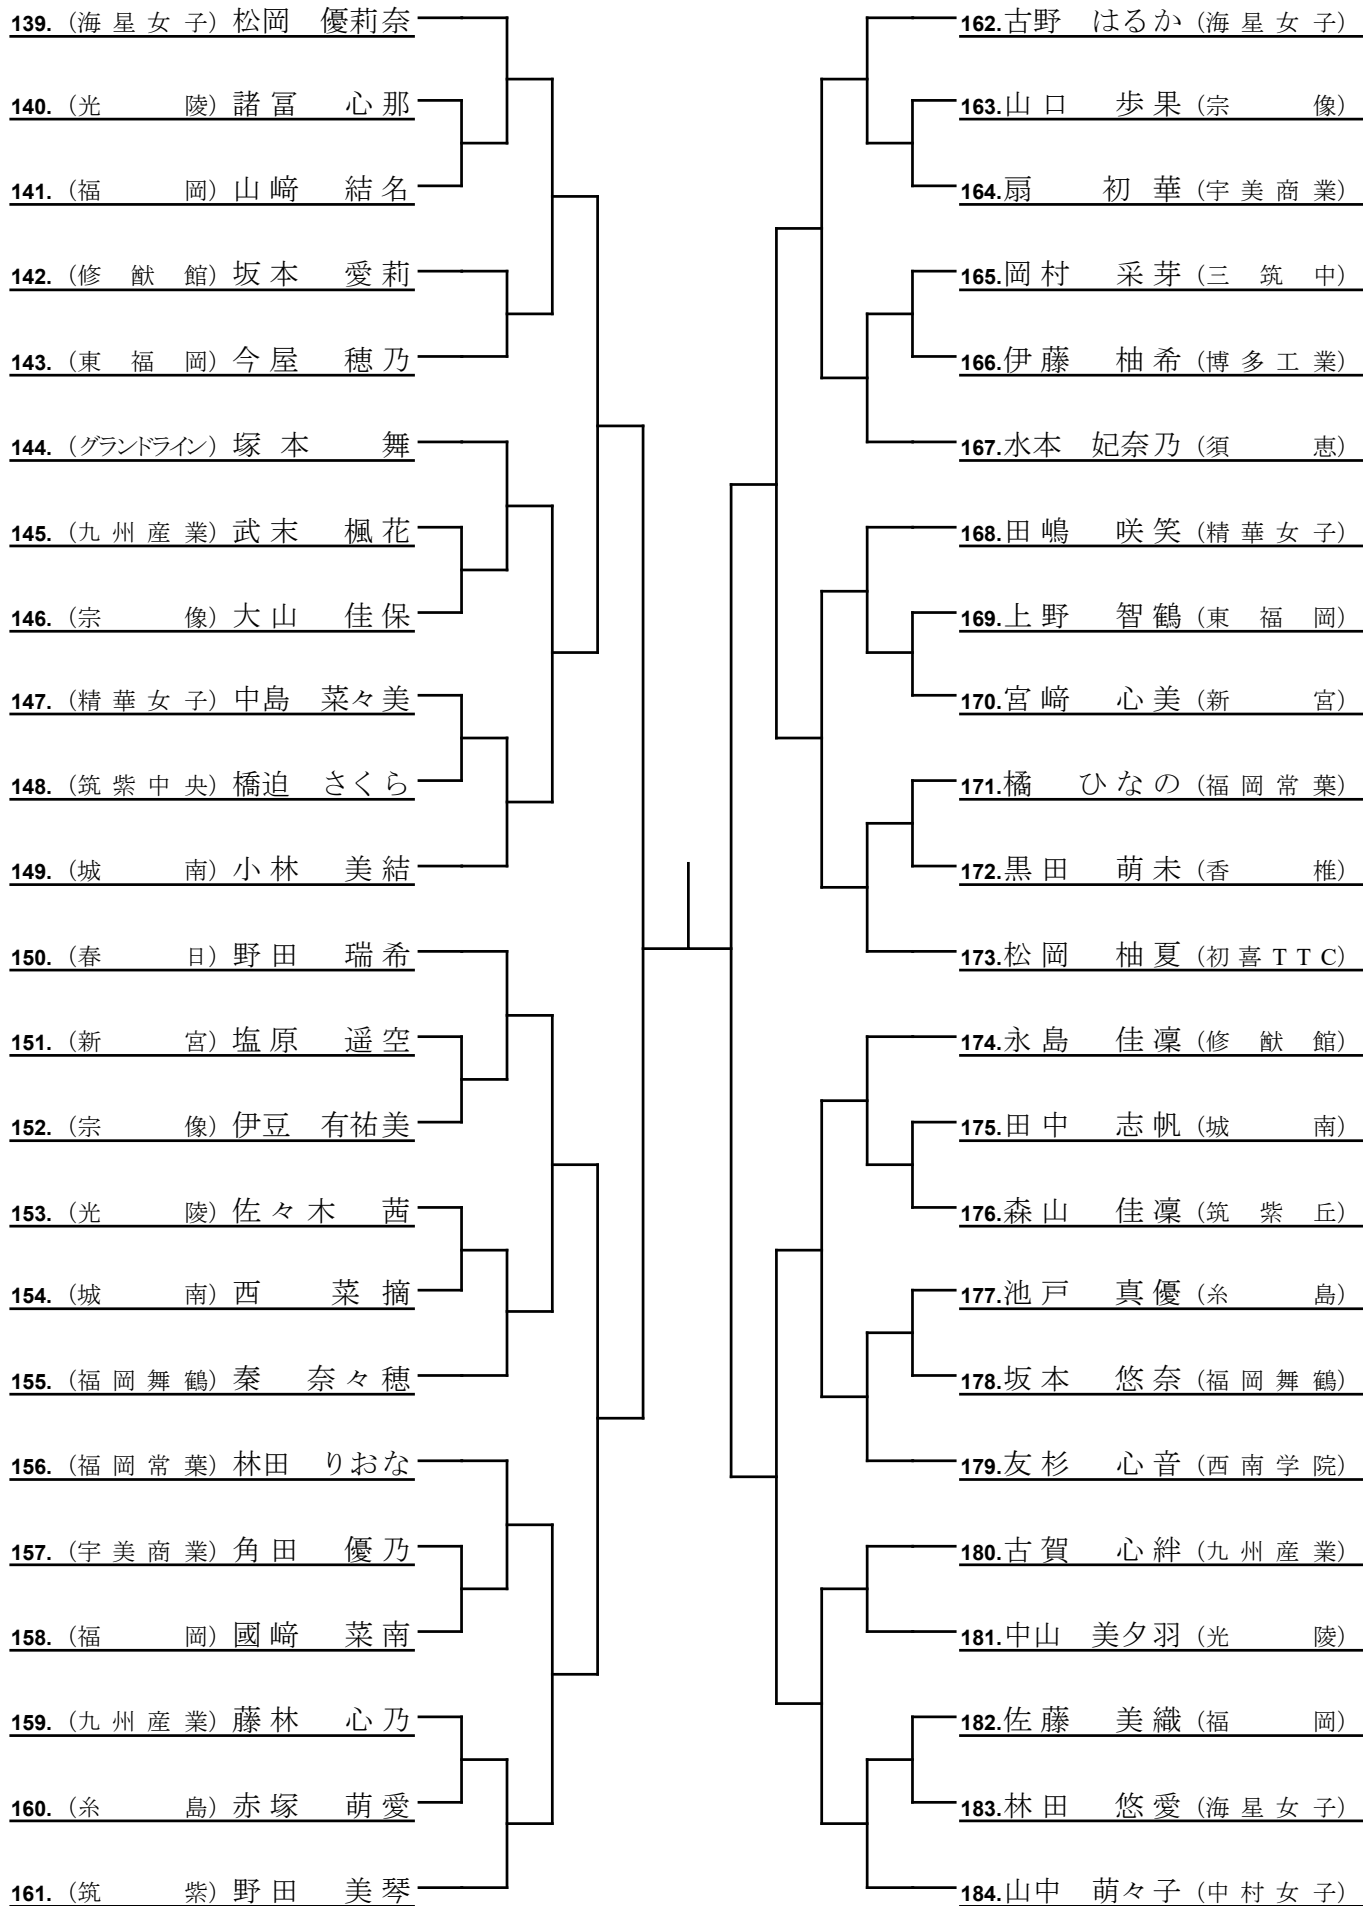 139. (海星女子) 松岡 優莉奈
140. (光陵) 諸冨 心那
141. (福岡) 山﨑 結名
142. (修猷館) 坂本 愛莉
143. (東福岡) 今屋 穂乃
144. (グランドライン) 塚本 舞
145. (九州産業) 武末 楓花
146. (宗像) 大山 佳保
147. (精華女子) 中島 菜々美
148. (筑紫中央) 橋迫 さくら
149. (城南) 小林 美結
150. (春日) 野田 瑞希
151. (新宮) 塩原 遥空
152. (宗像) 伊豆 有祐美
153. (光陵) 佐々木 茜
154. (城南) 西 菜摘
155. (福岡舞鶴) 秦 奈々穂
156. (福岡常葉) 林田 りおな
157. (宇美商業) 角田 優乃
158. (福岡) 國﨑 菜南
159. (九州産業) 藤林 心乃
160. (糸島) 赤塚 萌愛
161. (筑紫) 野田 美琴
162. 古野 はるか (海星女子)
163. 山口 歩果 (宗像)
164. 扇 初華 (宇美商業)
165. 岡村 采芽 (三筑中)
166. 伊藤 柚希 (博多工業)
167. 水本 妃奈乃 (須恵)
168. 田嶋 咲笑 (精華女子)
169. 上野 智鶴 (東福岡)
170. 宮﨑 心美 (新宮)
171. 橘 ひなの (福岡常葉)
172. 黒田 萌未 (香椎)
173. 松岡 柚夏 (初喜TTC)
174. 永島 佳凜 (修猷館)
175. 田中 志帆 (城南)
176. 森山 佳凜 (筑紫丘)
177. 池戸 真優 (糸島)
178. 坂本 悠奈 (福岡舞鶴)
179. 友杉 心音 (西南学院)
180. 古賀 心絆 (九州産業)
181. 中山 美夕羽 (光陵)
182. 佐藤 美織 (福岡)
183. 林田 悠愛 (海星女子)
184. 山中 萌々子 (中村女子)